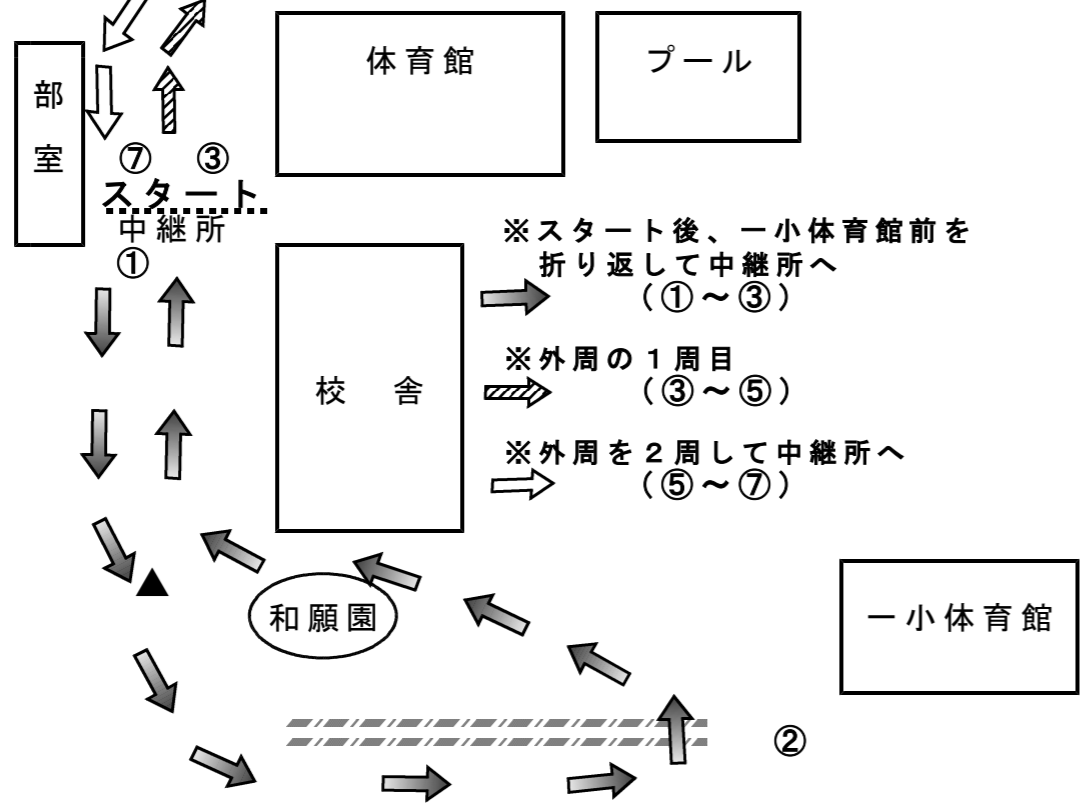 体育館
プール
部
室
⑦ ③
スタート
中継所
①
※スタート後、一小体育館前を
折り返して中継所へ
（①～③）
※外周の１周目
（③～⑤）
※外周を２周して中継所へ
（⑤～⑦）
校 舎
和願園
一小体育館
②